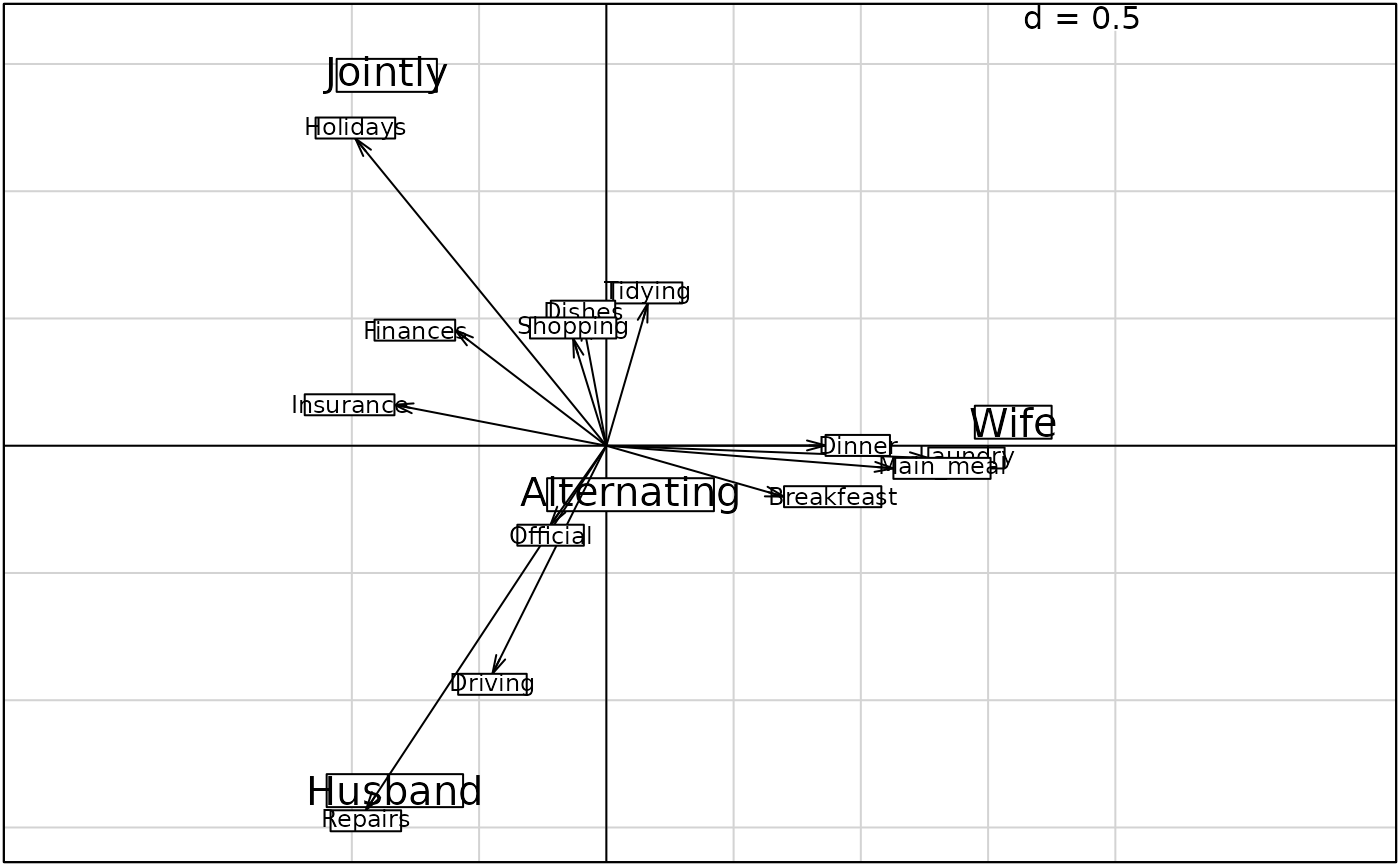 d = 0.5
Jointly
Holidays
Tidying
Dishes
Shopping
Finances
Insurance
Wife
Dinner
Laundry
Main_meal
Alternating
Breakfeast
Official
Driving
Husband
Repairs